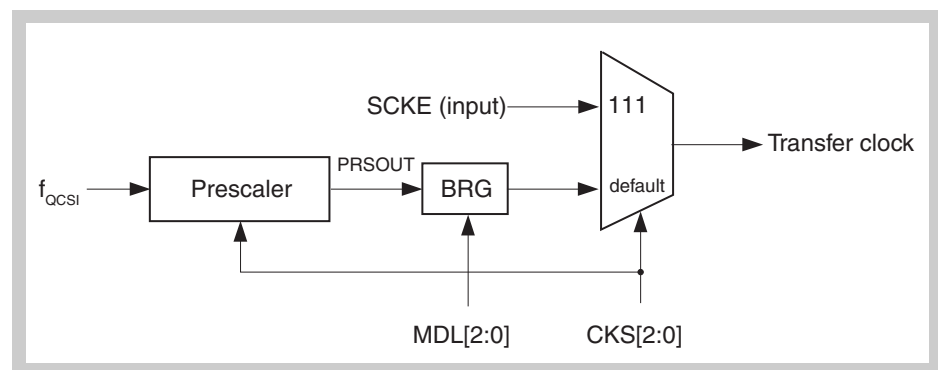 SCKE (input)
111
Transfer clock
PRSOUT
f_QCSI
Prescaler
BRG
default
MDL[2:0]
CKS[2:0]